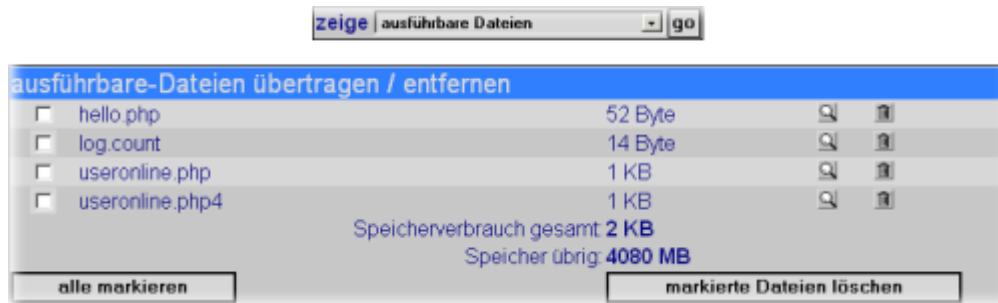 zeige ausführbare Dateien go
ausführbare-Dateien übertragen / entfernen
hello.php 52 Byte
log.count 14 Byte
useronline.php 1 KB
useronline.php4 1 KB
Speicherverbrauch gesamt: 2 KB
Speicher übrig: 4080 MB
alle markieren markierte Dateien löschen